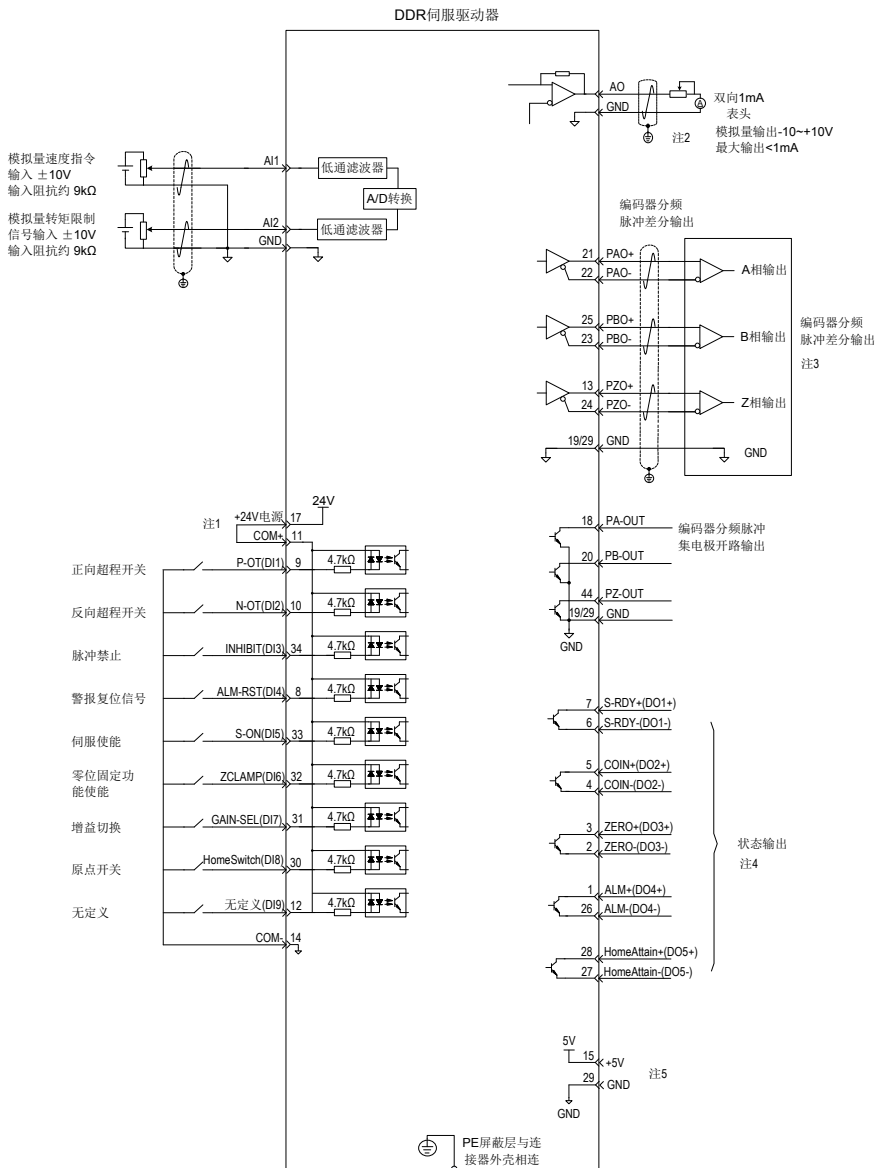 DDR伺服驱动器
AO
GND
双向1mA
表头
模拟量输出-10~+10V
最大输出<1mA
注2
A
模拟量速度指令
输入 ±10V
输入阻抗约 9kΩ
AI1
低通滤波器
A/D转换
模拟量转矩限制
信号输入 ±10V
输入阻抗约 9kΩ
AI2
低通滤波器
GND
编码器分频
脉冲差分输出
21 PAO+
22 PAO-
A相输出
25 PBO+
23 PBO-
B相输出
编码器分频
脉冲差分输出
注3
13 PZO+
24 PZO-
Z相输出
19/29 GND
GND
注1
+24V电源 17
24V
COM+ 11
正向超程开关
P-OT(DI1) 9
4.7kΩ
反向超程开关
N-OT(DI2) 10
4.7kΩ
脉冲禁止
INHIBIT(DI3) 34
4.7kΩ
警报复位信号
ALM-RST(DI4) 8
4.7kΩ
伺服使能
S-ON(DI5) 33
4.7kΩ
零位固定功
能使能
ZCLAMP(DI6) 32
4.7kΩ
增益切换
GAIN-SEL(DI7) 31
4.7kΩ
原点开关
HomeSwitch(DI8) 30
4.7kΩ
无定义
无定义(DI9) 12
4.7kΩ
COM- 14
18 PA-OUT
编码器分频脉冲
集电极开路输出
20 PB-OUT
44 PZ-OUT
19/29 GND
GND
7 S-RDY+(DO1+)
6 S-RDY-(DO1-)
5 COIN+(DO2+)
4 COIN-(DO2-)
3 ZERO+(DO3+)
2 ZERO-(DO3-)
状态输出
注4
1 ALM+(DO4+)
26 ALM-(DO4-)
28 HomeAttain+(DO5+)
27 HomeAttain-(DO5-)
5V
15 +5V
注5
29 GND
GND
PE屏蔽层与连
接器外壳相连